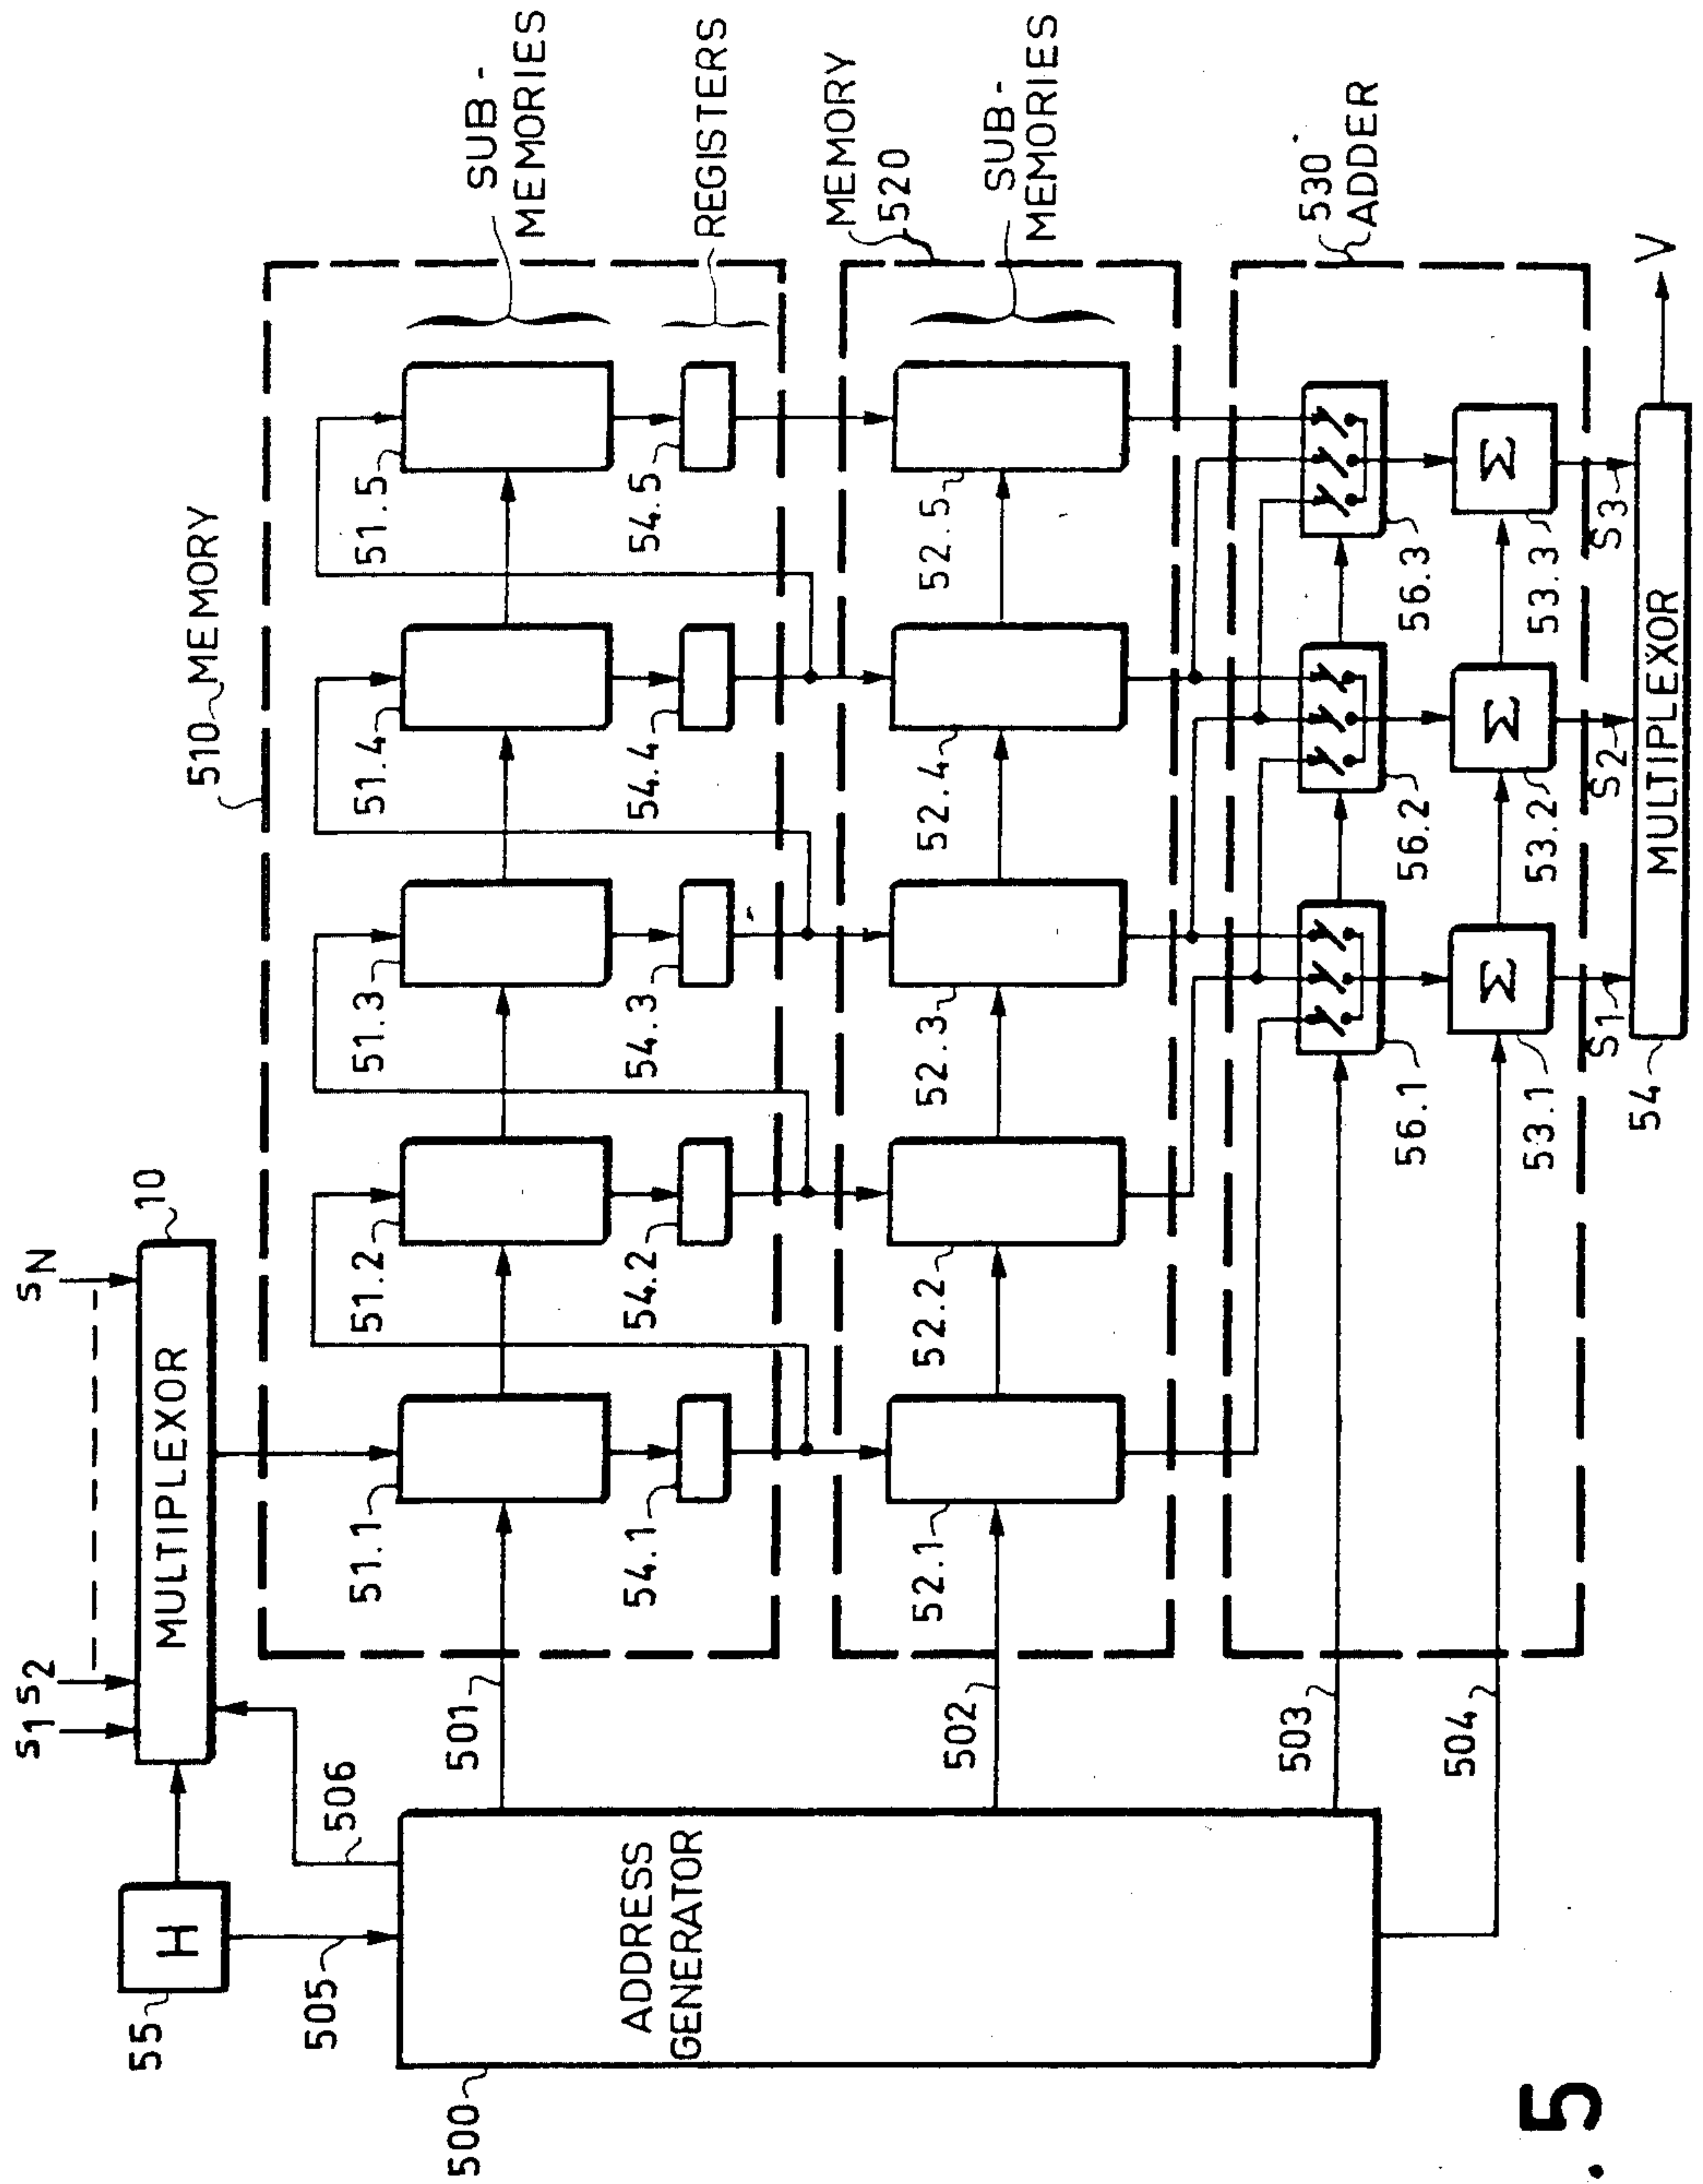 s1 s2 sN
MULTIPLEXOR
10
H
55
505
506
510 MEMORY
51.1
51.2
51.3
51.4
51.5
SUB-
MEMORIES
54.1
54.2
54.3
54.4
54.5
REGISTERS
500
ADDRESS
GENERATOR
501
502
503
504
MEMORY
520
52.1
52.2
52.3
52.4
52.5
SUB-
MEMORIES
530
ADDER
56.1
56.2
56.3
Σ
Σ
Σ
53.1
53.2
53.3
S1
S2
S3
54
MULTIPLEXOR
V
. 5